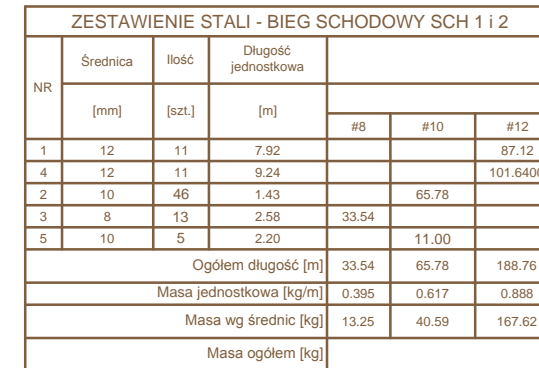 ZESTAWIENIE STALI - BIEG SCHODOWY SCH 1 i 2
NR Średnica Ilość Długość jednostkowa
[mm] [szt.] [m]
#8 #10 #12
1 12 11 7.92 87.12
4 12 11 9.24 101.6400
2 10 46 1.43 65.78
3 8 13 2.58 33.54
5 10 5 2.20 11.00
Ogółem długość [m] 33.54 65.78 188.76
Masa jednostkowa [kg/m] 0.395 0.617 0.888
Masa wg średnic [kg] 13.25 40.59 167.62
Masa ogółem [kg]